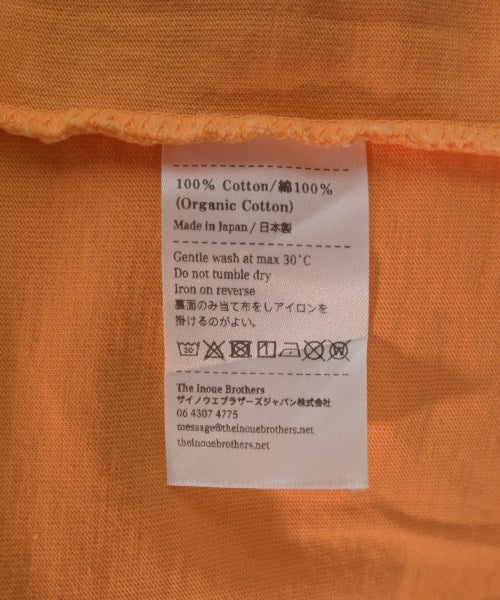 100% Cotton/綿100%
(Organic Cotton)
Made in Japan / 日本製
Gentle wash at max 30˚C
Do not tumble dry
Iron on reverse
裏面のみ当て布をしアイロンを
掛けるのがよい。
30
W
The Inoue Brothers
ザイノウエブラザーズジャパン株式会社
06 4307 4775
message@theinouebrothers.net
theinouebrothers.net